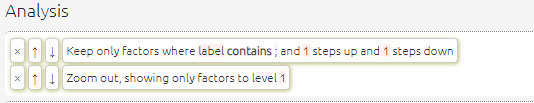 Analysis
× ↑ ↓ Keep only factors where label contains ; and 1 steps up and 1 steps down
× ↑ ↓ Zoom out, showing only factors to level 1